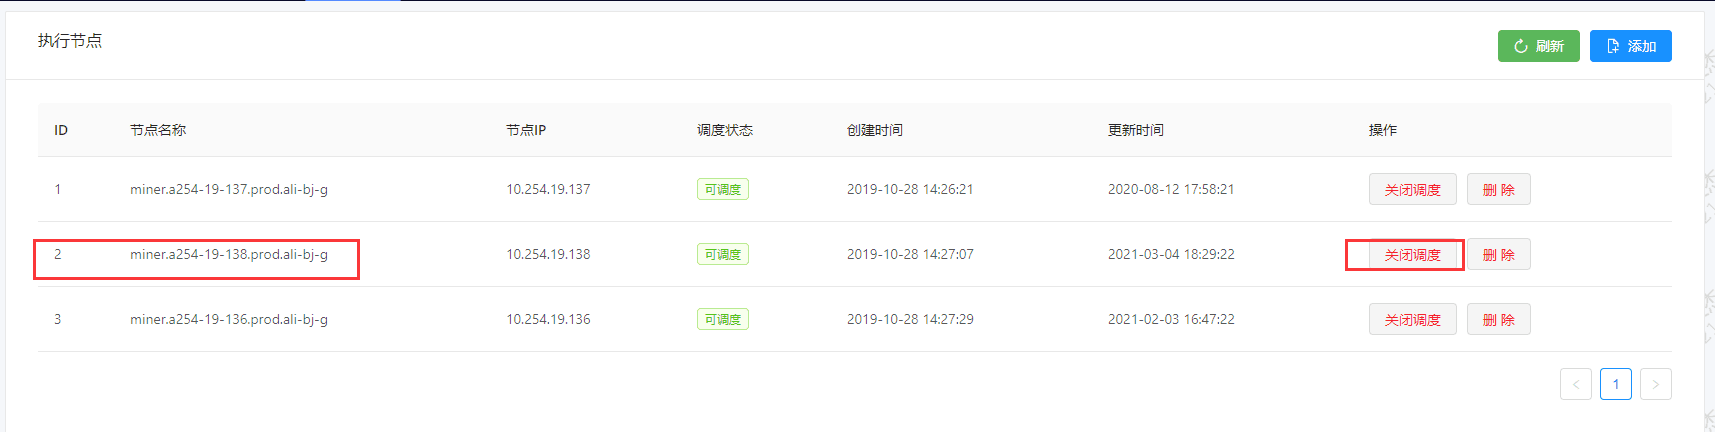 执行节点
刷新 添加
ID 节点名称 节点IP 调度状态 创建时间 更新时间 操作
1 miner.a254-19-137.prod.ali-bj-g 10.254.19.137 可调度 2019-10-28 14:26:21 2020-08-12 17:58:21 关闭调度 删 除
2 miner.a254-19-138.prod.ali-bj-g 10.254.19.138 可调度 2019-10-28 14:27:07 2021-03-04 18:29:22 关闭调度 删 除
3 miner.a254-19-136.prod.ali-bj-g 10.254.19.136 可调度 2019-10-28 14:27:29 2021-02-03 16:47:22 关闭调度 删 除
1